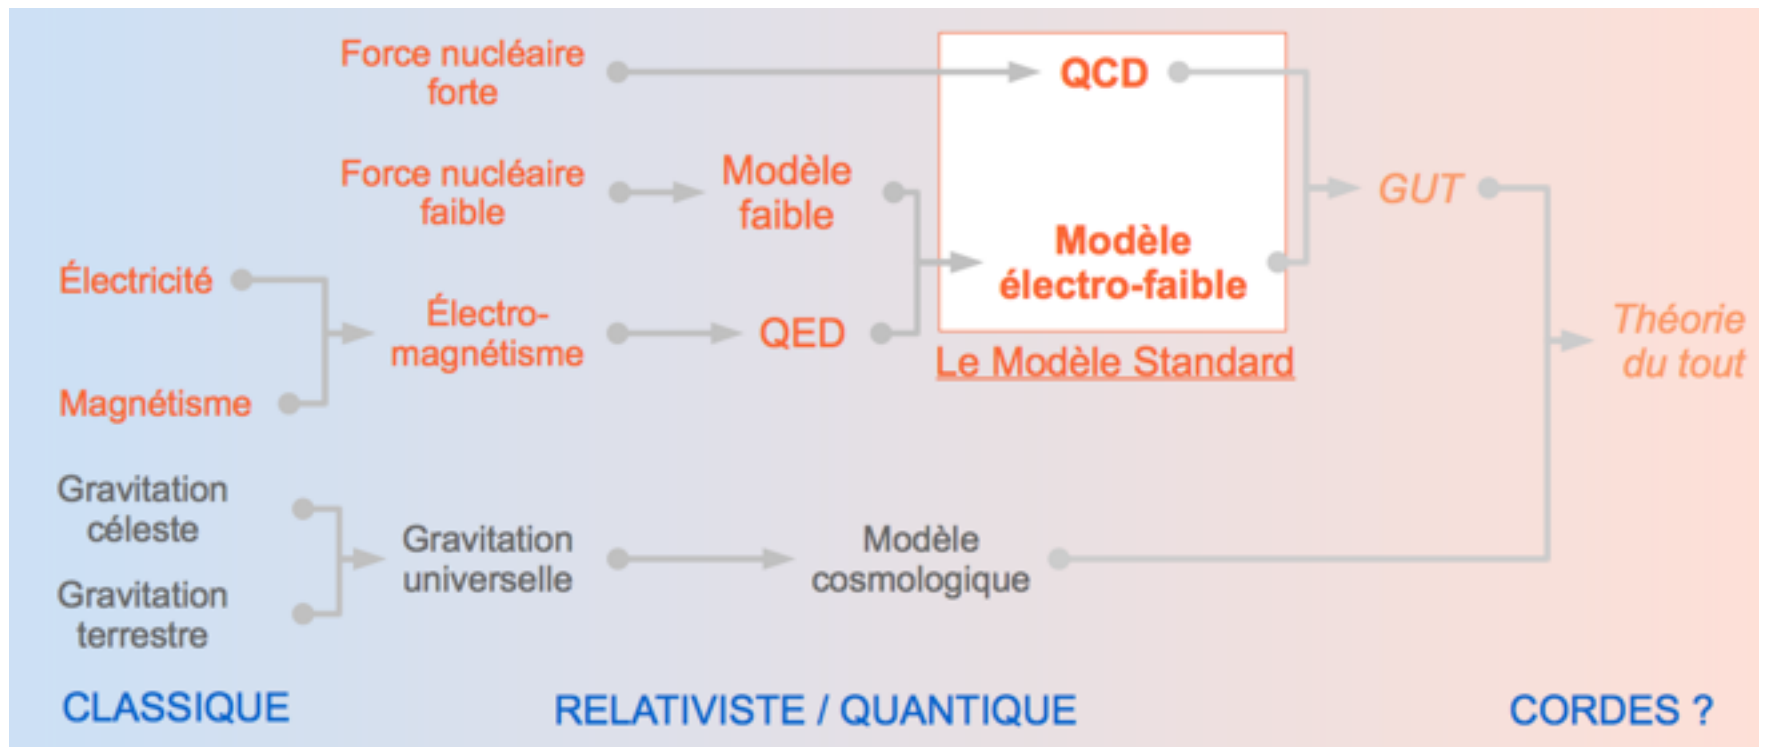 Force nucléaire
forte
QCD
Force nucléaire
faible
Modèle
faible
GUT
Modèle
électro-faible
Électricité
Électro-
magnétisme
QED
Le Modèle Standard
Théorie
du tout
Magnétisme
Gravitation
céleste
Gravitation
universelle
Modèle
cosmologique
Gravitation
terrestre
CLASSIQUE
RELATIVISTE / QUANTIQUE
CORDES ?